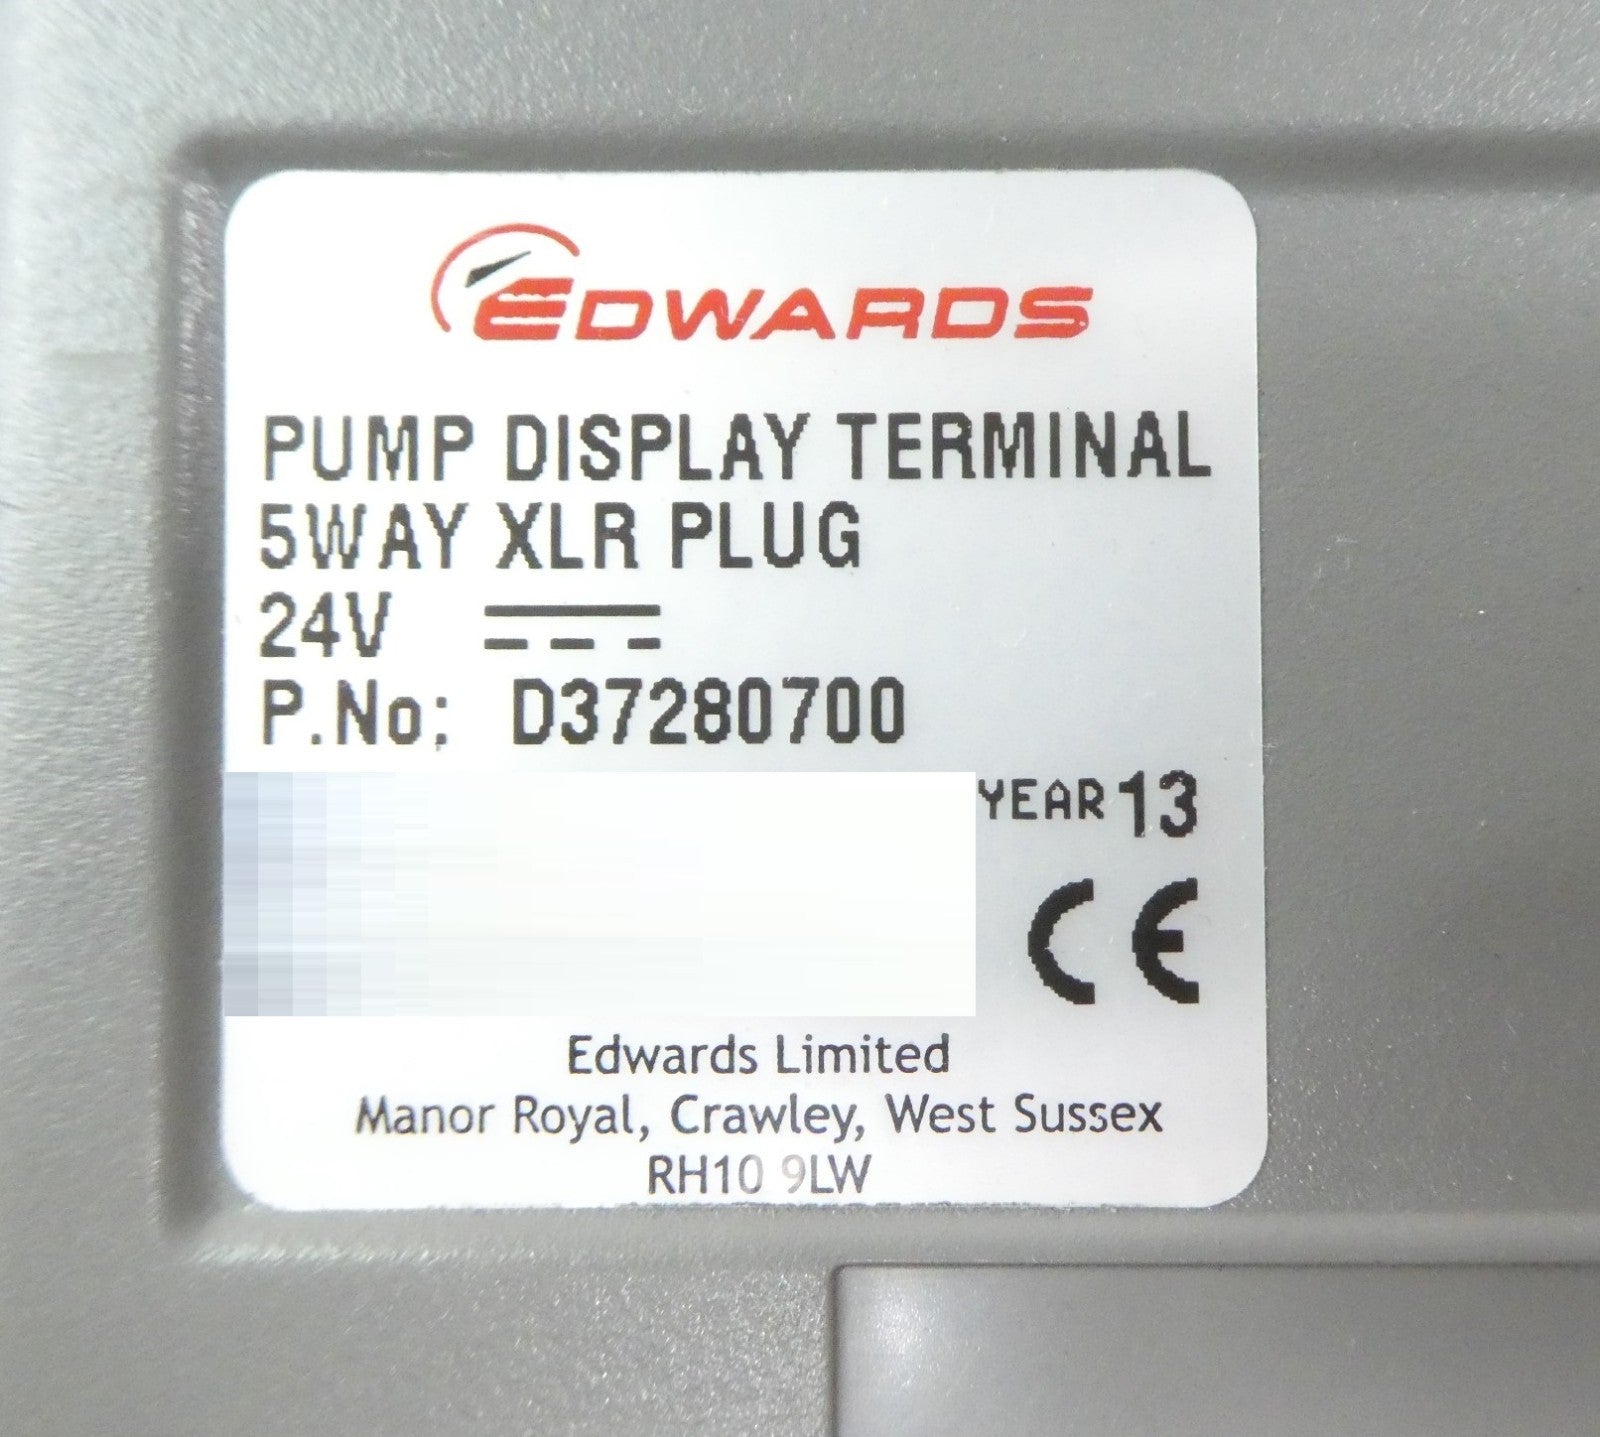 EDWARDS
PUMP DISPLAY TERMINAL
5WAY XLR PLUG
24V
P.No: D37280700
YEAR 13
CE
Edwards Limited
Manor Royal, Crawley, West Sussex
RH10 9LW